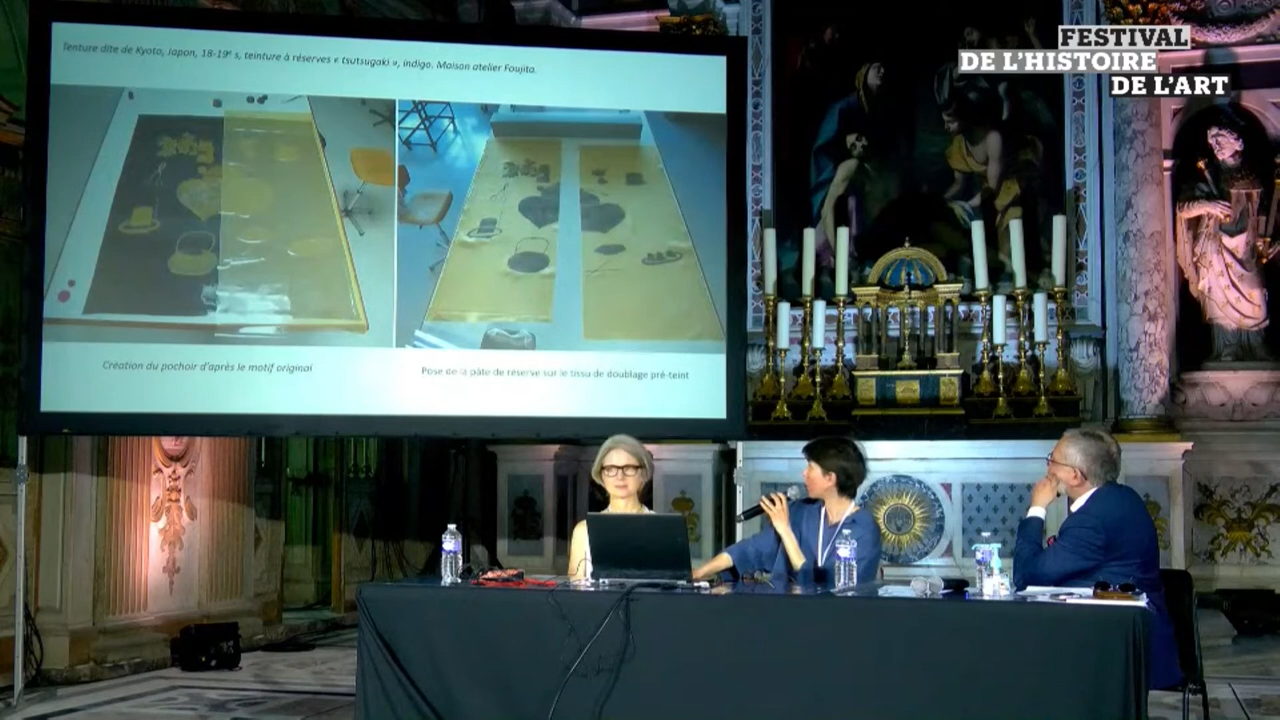 Tenture dite de Kyoto, Japon, 18-19e s, teinture à réserves « tsutsugaki », indigo. Maison atelier Foujita.
FESTIVAL
DE L'HISTOIRE
DE L'ART
Création du pochoir d'après le motif original
Pose de la pâte de réserve sur le tissu de doublage pré-teint